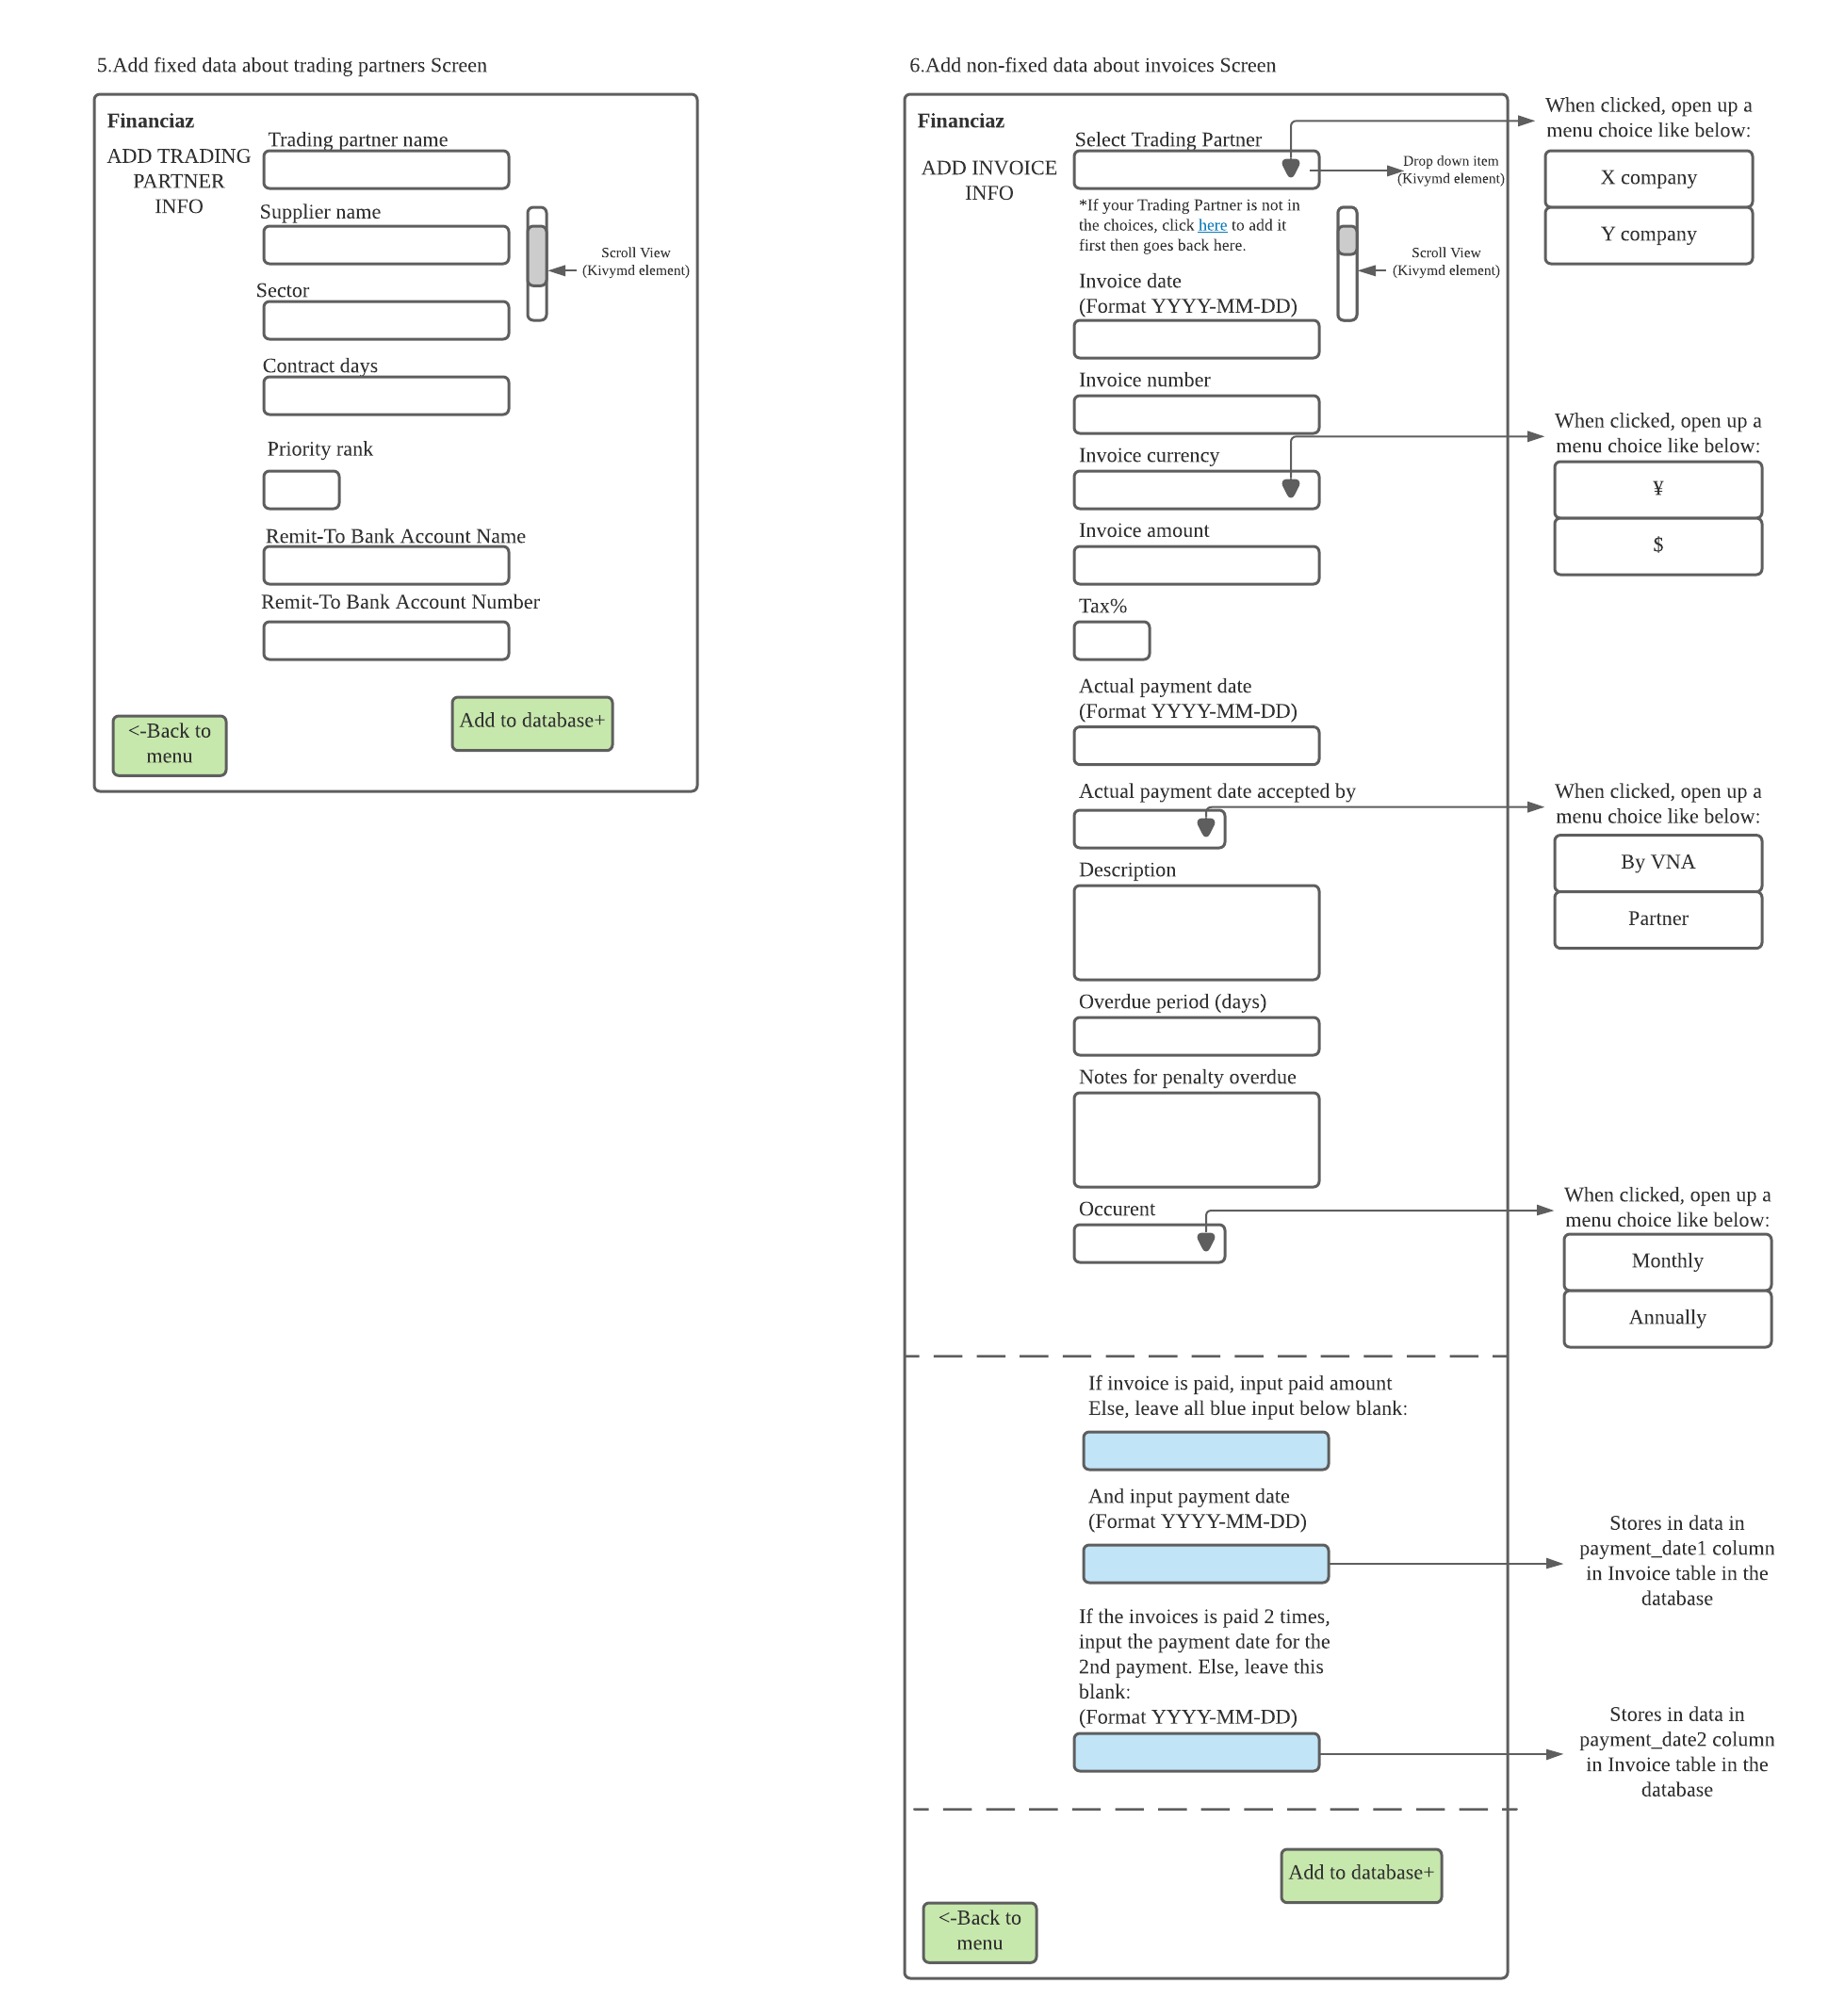 5.Add fixed data about trading partners Screen
Financiaz
ADD TRADING
PARTNER
INFO
Trading partner name
Supplier name
Sector
Contract days
Priority rank
Remit-To Bank Account Name
Remit-To Bank Account Number
Scroll View
(Kivymd element)
Add to database+
<-Back to
menu
6.Add non-fixed data about invoices Screen
Financiaz
ADD INVOICE
INFO
Select Trading Partner
Drop down item
(Kivymd element)
*If your Trading Partner is not in
the choices, click here to add it
first then goes back here.
Scroll View
(Kivymd element)
Invoice date
(Format YYYY-MM-DD)
Invoice number
Invoice currency
Invoice amount
Tax%
Actual payment date
(Format YYYY-MM-DD)
Actual payment date accepted by
Description
Overdue period (days)
Notes for penalty overdue
Occurent
If invoice is paid, input paid amount
Else, leave all blue input below blank:
And input payment date
(Format YYYY-MM-DD)
If the invoices is paid 2 times,
input the payment date for the
2nd payment. Else, leave this
blank:
(Format YYYY-MM-DD)
Add to database+
<-Back to
menu
When clicked, open up a
menu choice like below:
X company
Y company
When clicked, open up a
menu choice like below:
¥
$
When clicked, open up a
menu choice like below:
By VNA
Partner
When clicked, open up a
menu choice like below:
Monthly
Annually
Stores in data in
payment_date1 column
in Invoice table in the
database
Stores in data in
payment_date2 column
in Invoice table in the
database